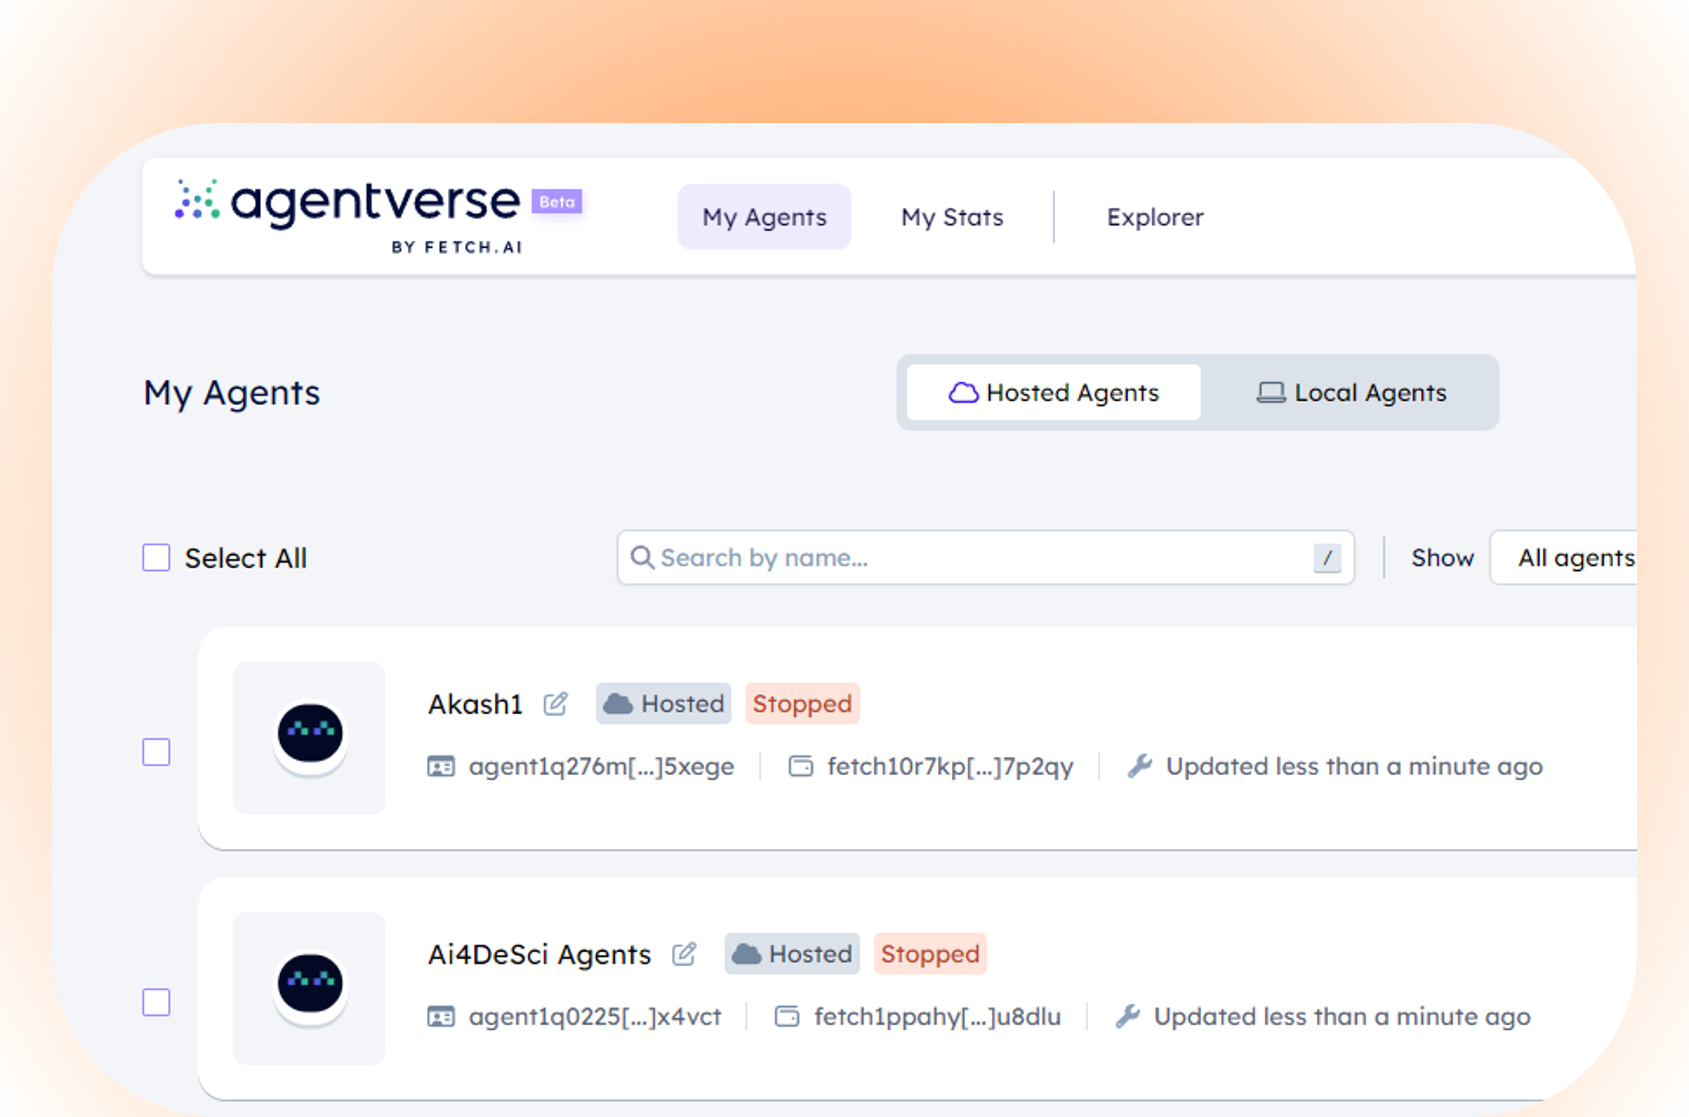 agentverse Beta
BY FETCH.AI
My Agents My Stats Explorer
My Agents
Hosted Agents Local Agents
Select All
Search by name... /
Show All agents
Akash1 Hosted Stopped
agent1q276m[...]5xege fetch10r7kp[...]7p2qy Updated less than a minute ago
Ai4DeSci Agents Hosted Stopped
agent1q0225[...]x4vct fetch1ppahy[...]u8dlu Updated less than a minute ago